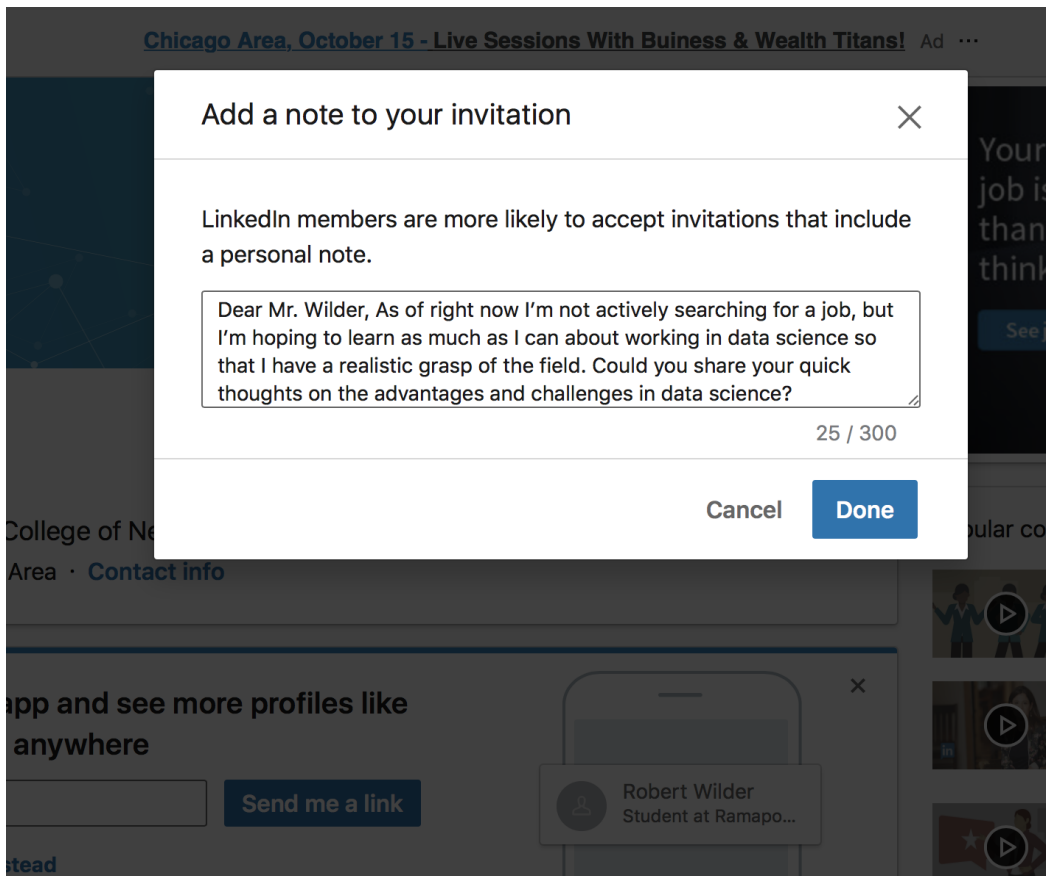 Chicago Area, October 15 - Live Sessions With Buiness & Wealth Titans! Ad ···
Add a note to your invitation
LinkedIn members are more likely to accept invitations that include
a personal note.
Dear Mr. Wilder, As of right now I’m not actively searching for a job, but
I’m hoping to learn as much as I can about working in data science so
that I have a realistic grasp of the field. Could you share your quick
thoughts on the advantages and challenges in data science?
25 / 300
Cancel
Done
Your
job is
than
think
See j
College of Ne
Area · Contact info
pular co
app and see more profiles like
anywhere
Send me a link
Robert Wilder
Student at Ramapo...
stead
in